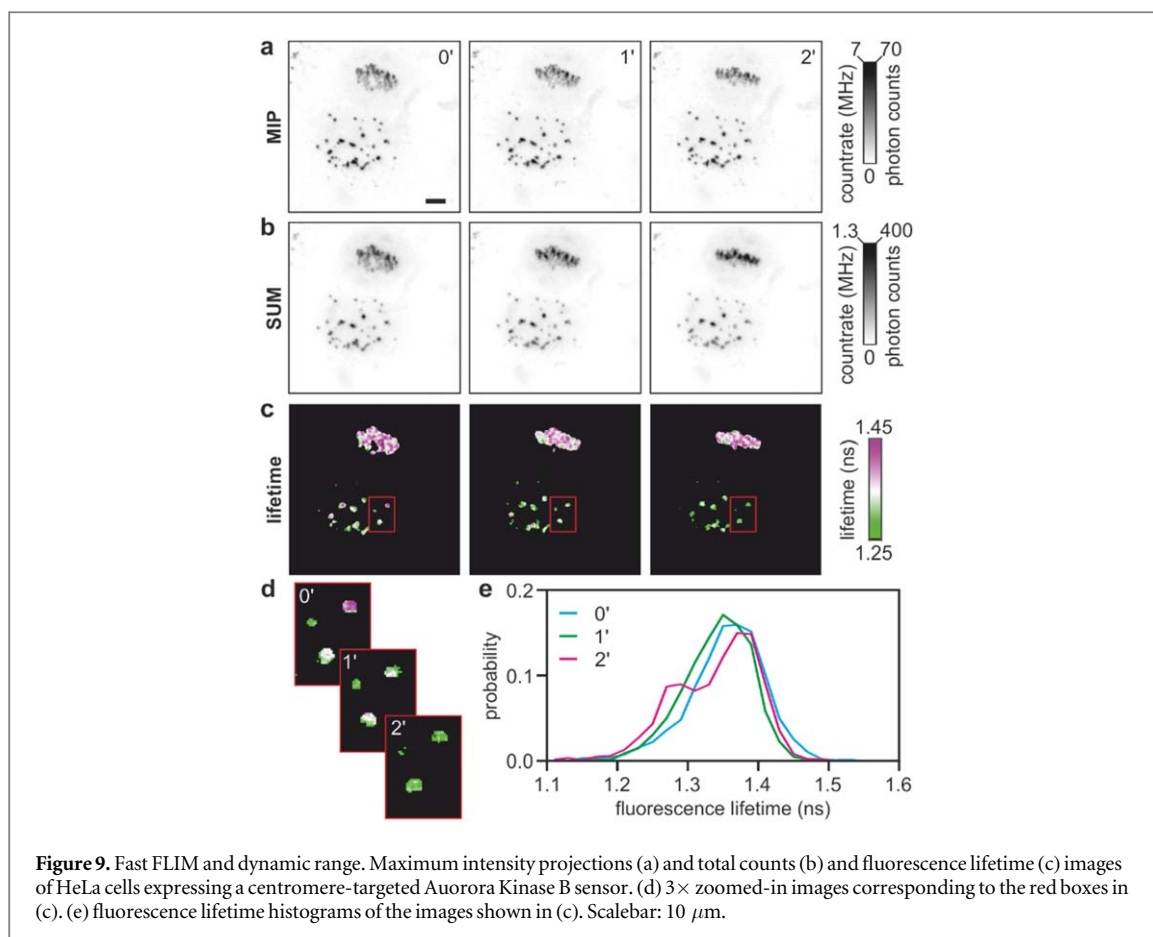 a
0'
1'
2'
MIP
7 70
countrate (MHz)
photon counts
0
b
SUM
1.3 400
countrate (MHz)
photon counts
0
c
lifetime
1.45
lifetime (ns)
1.25
d
0'
1'
2'
e
0.2
0.1
0.0
probability
0'
1'
2'
1.1 1.2 1.3 1.4 1.5 1.6
fluorescence lifetime (ns)
Figure 9. Fast FLIM and dynamic range. Maximum intensity projections (a) and total counts (b) and fluorescence lifetime (c) images
of HeLa cells expressing a centromere-targeted Auorora Kinase B sensor. (d) 3× zoomed-in images corresponding to the red boxes in
(c). (e) fluorescence lifetime histograms of the images shown in (c). Scalebar: 10 μm.